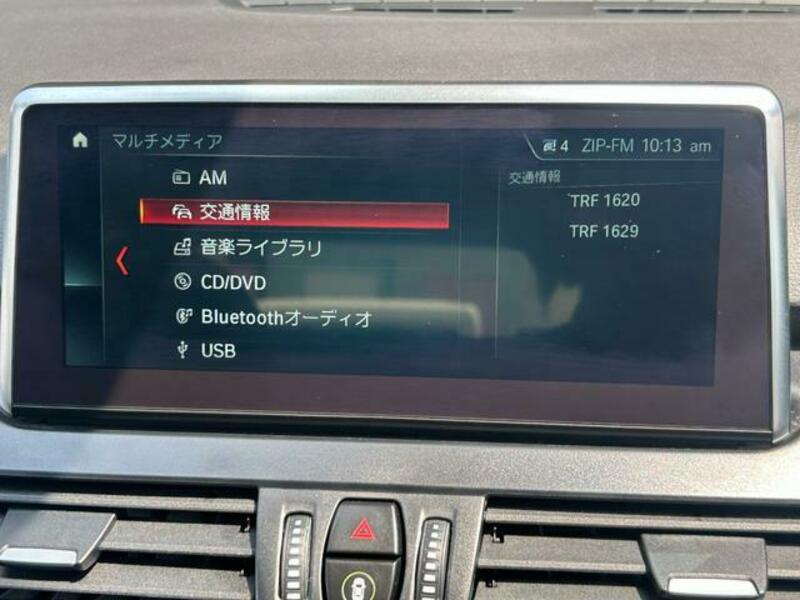 マルチメディア
4 ZIP-FM 10:13 am
AM
交通情報
音楽ライブラリ
CD/DVD
Bluetoothオーディオ
USB
交通情報
TRF 1620
TRF 1629